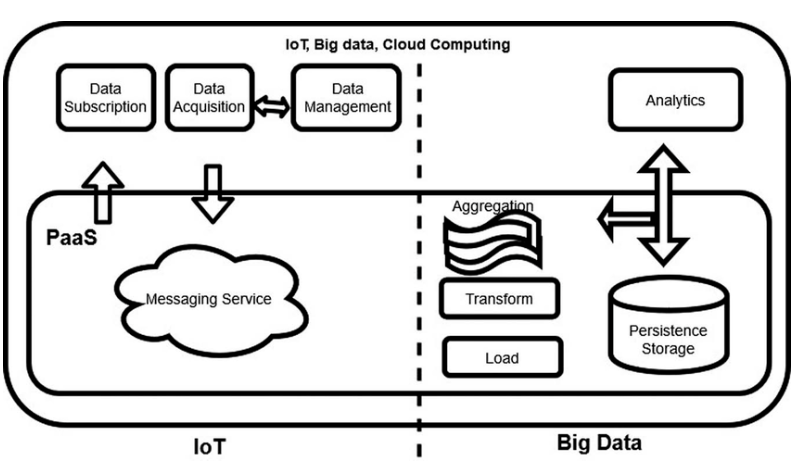 IoT, Big data, Cloud Computing
Data
Subscription
Data
Acquisition
Data
Management
Analytics
PaaS
Messaging Service
Aggregation
Transform
Load
Persistence
Storage
IoT
Big Data